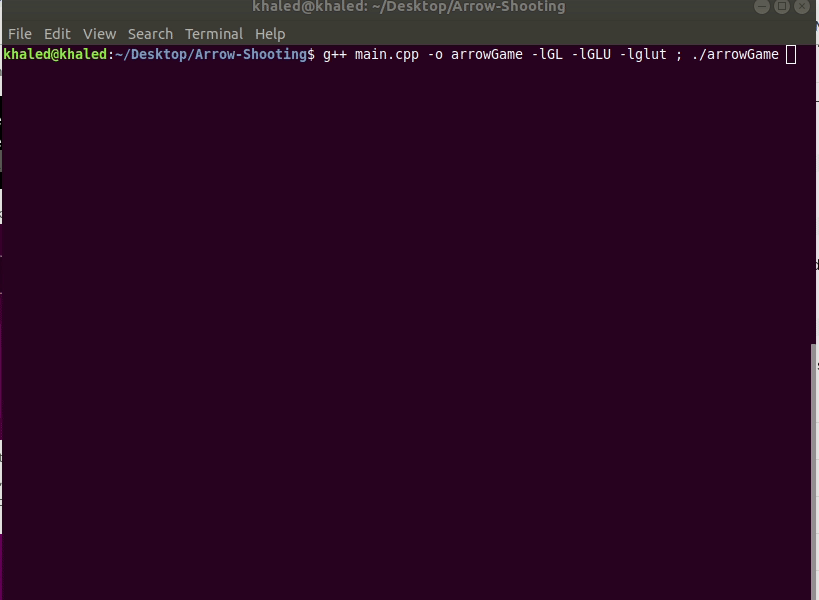 khaled@khaled: ~/Desktop/Arrow-Shooting
File Edit View Search Terminal Help
khaled@khaled:~/Desktop/Arrow-Shooting$ g++ main.cpp -o arrowGame -lGL -lGLU -lglut ; ./arrowGame